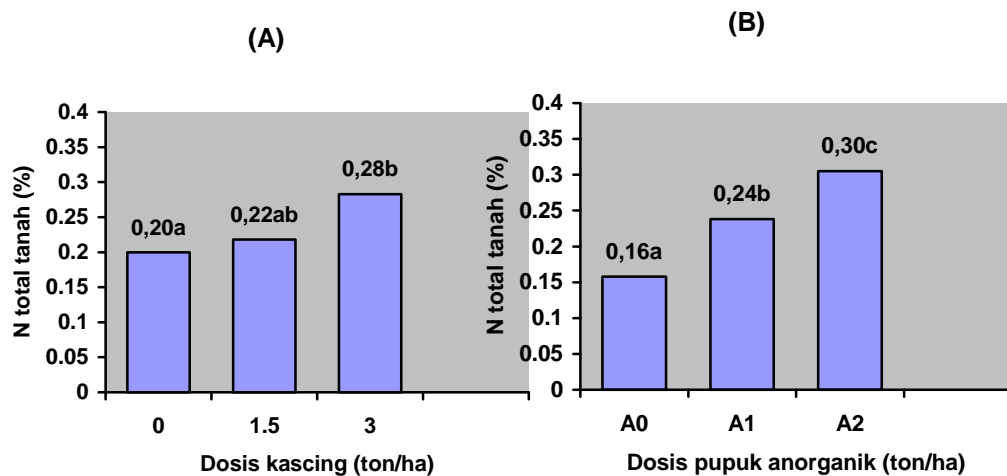 (A)
N total tanah (%)
0.4
0.35
0.3
0.25
0.2
0.15
0.1
0.05
0
0,20a
0,22ab
0,28b
0 1.5 3
Dosis kascing (ton/ha)
(B)
N total tanah (%)
0.4
0.35
0.3
0.25
0.2
0.15
0.1
0.05
0
0,16a
0,24b
0,30c
A0 A1 A2
Dosis pupuk anorganik (ton/ha)